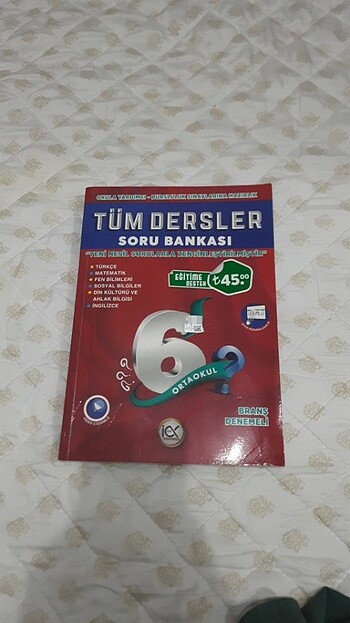 OKULA YARDIMCI - BURSLULUK SINAVLARINA HAZIRLIK
TÜM DERSLER
SORU BANKASI
"YENİ NESİL SORULARLA ZENGİNLEŞTİRİLMİŞTİR"
TÜRKÇE
MATEMATİK
FEN BİLİMLERİ
SOSYAL BİLGİLER
DİN KÜLTÜRÜ VE
AHLAK BİLGİSİ
İNGİLİZCE
EĞİTİME
DESTEK
₺45.00
6.
ORTAOKUL
BRANŞ
DENEMELİ